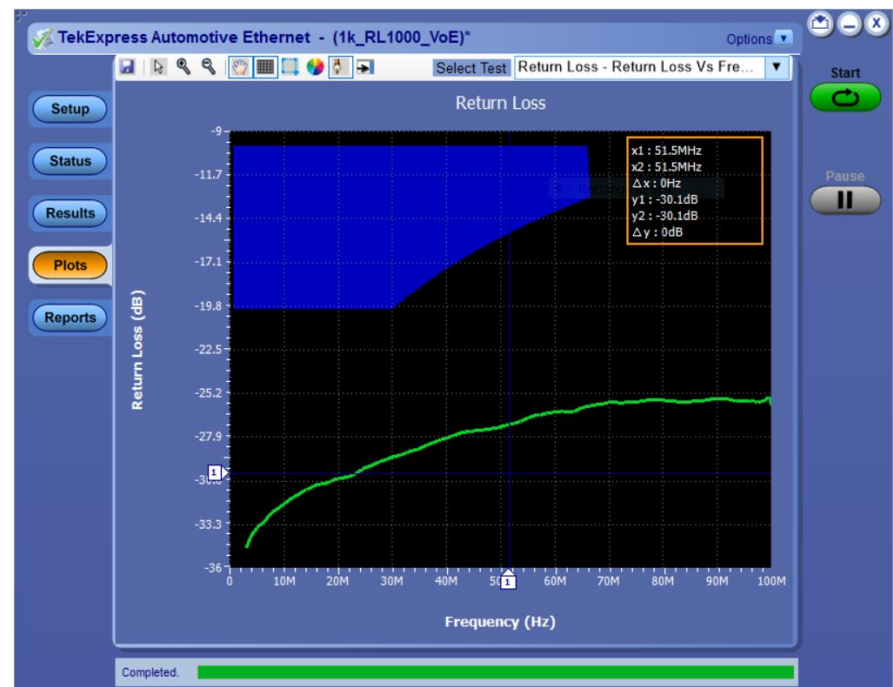 TekExpress Automotive Ethernet - (1k_RL1000_VoE)*
Options
Select Test Return Loss - Return Loss Vs Fre...
Start
Pause
Setup
Status
Results
Plots
Reports
Return Loss
x1 : 51.5MHz
x2 : 51.5MHz
Δx : 0Hz
y1 : -30.1dB
y2 : -30.1dB
Δy : 0dB
Return Loss (dB)
-9
-11.7
-14.4
-17.1
-19.8
-22.5
-25.2
-27.9
1
-33.3
-36
0 10M 20M 30M 40M 1 60M 70M 80M 90M 100M
Frequency (Hz)
Completed.